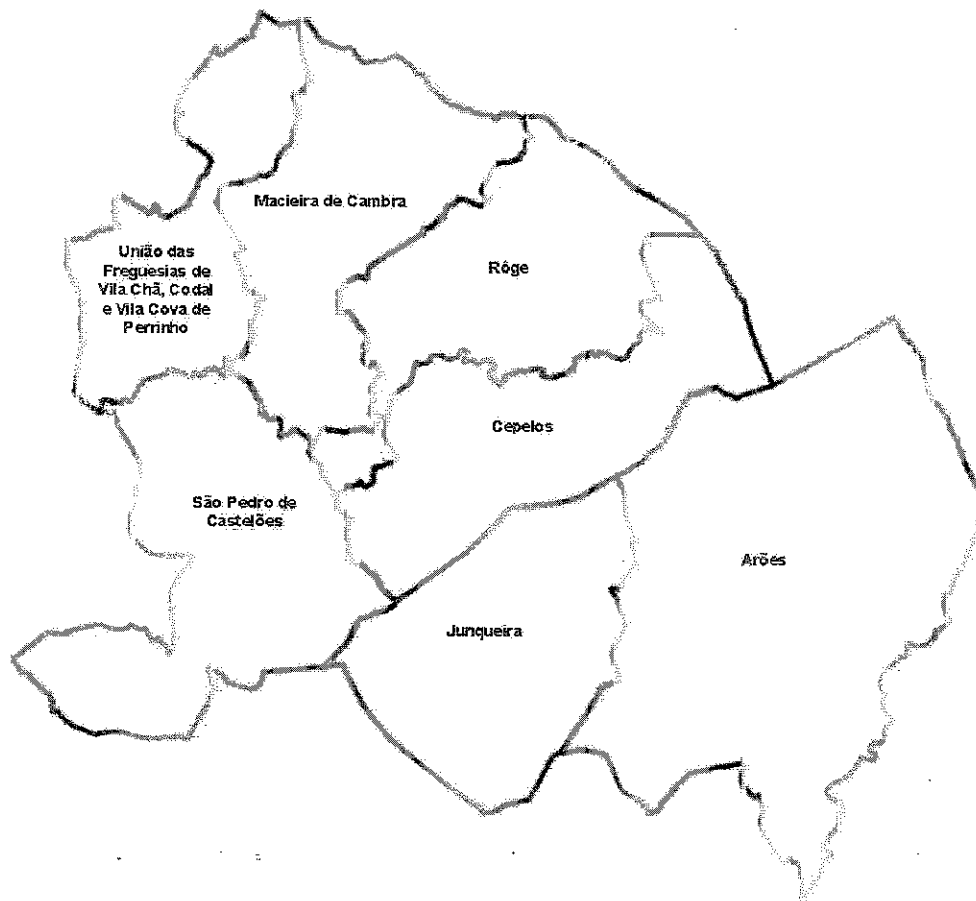 Macieira de Cambra
União das
Freguesias de
Vila Chã, Codal
e Vila Cova de
Perrinho
Rôge
Cepelos
São Pedro de
Castelões
Arões
Junqueira